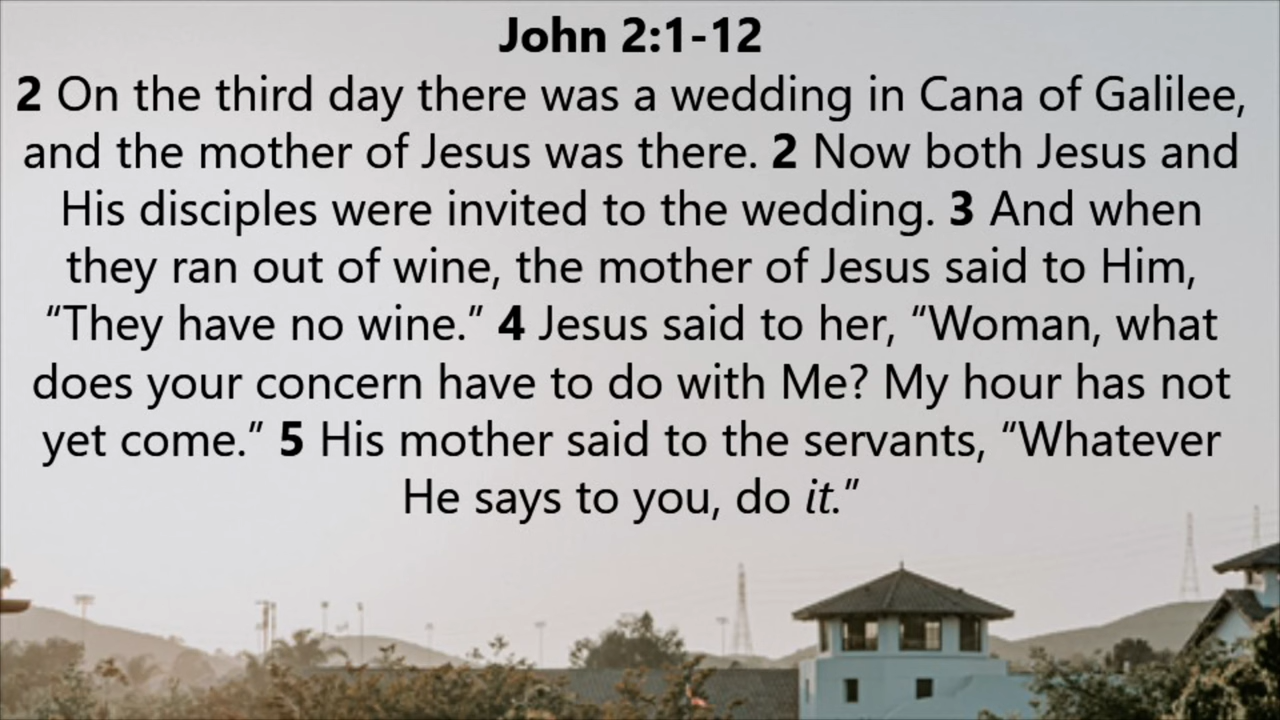 John 2:1-12
2 On the third day there was a wedding in Cana of Galilee,
and the mother of Jesus was there. 2 Now both Jesus and
His disciples were invited to the wedding. 3 And when
they ran out of wine, the mother of Jesus said to Him,
“They have no wine.” 4 Jesus said to her, “Woman, what
does your concern have to do with Me? My hour has not
yet come.” 5 His mother said to the servants, “Whatever
He says to you, do it.”